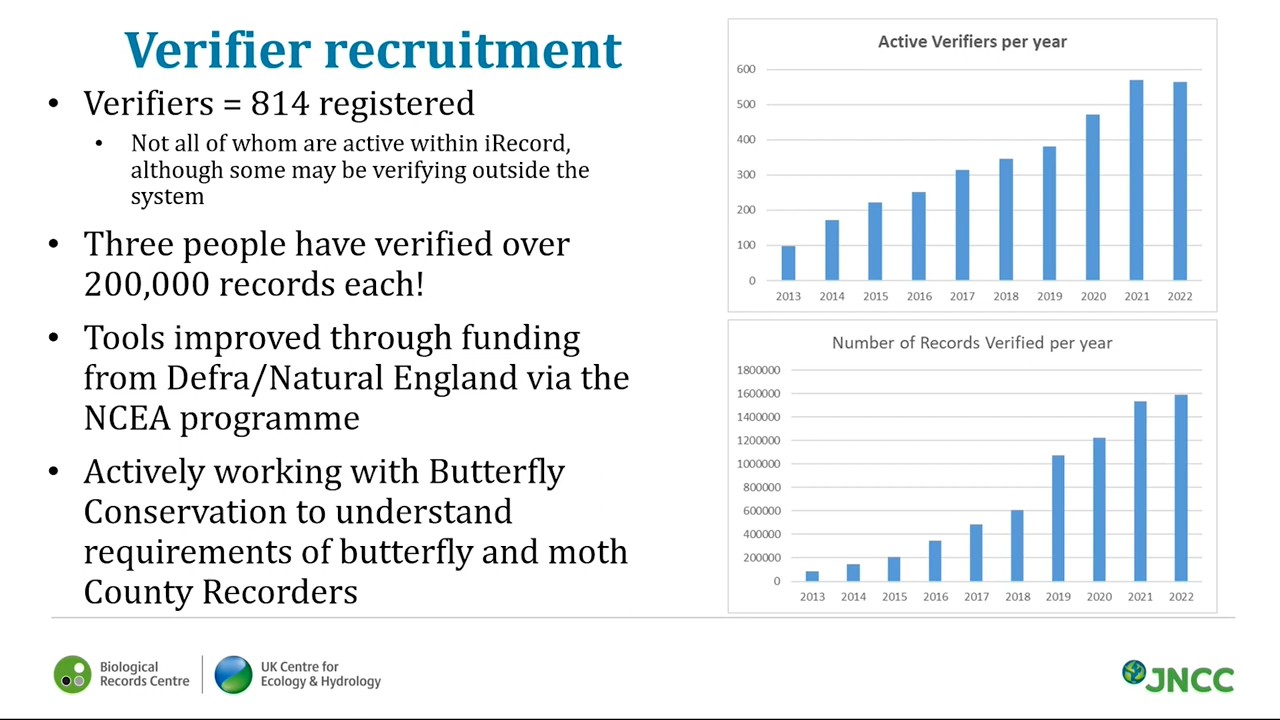 Verifier recruitment
• Verifiers = 814 registered
• Not all of whom are active within iRecord,
although some may be verifying outside the
system
• Three people have verified over
200,000 records each!
• Tools improved through funding
from Defra/Natural England via the
NCEA programme
• Actively working with Butterfly
Conservation to understand
requirements of butterfly and moth
County Recorders
Active Verifiers per year
600
500
400
300
200
100
0
2013 2014 2015 2016 2017 2018 2019 2020 2021 2022
Number of Records Verified per year
1800000
1600000
1400000
1200000
1000000
800000
600000
400000
200000
0
2013 2014 2015 2016 2017 2018 2019 2020 2021 2022
Biological
Records Centre
UK Centre for
Ecology & Hydrology
JNCC